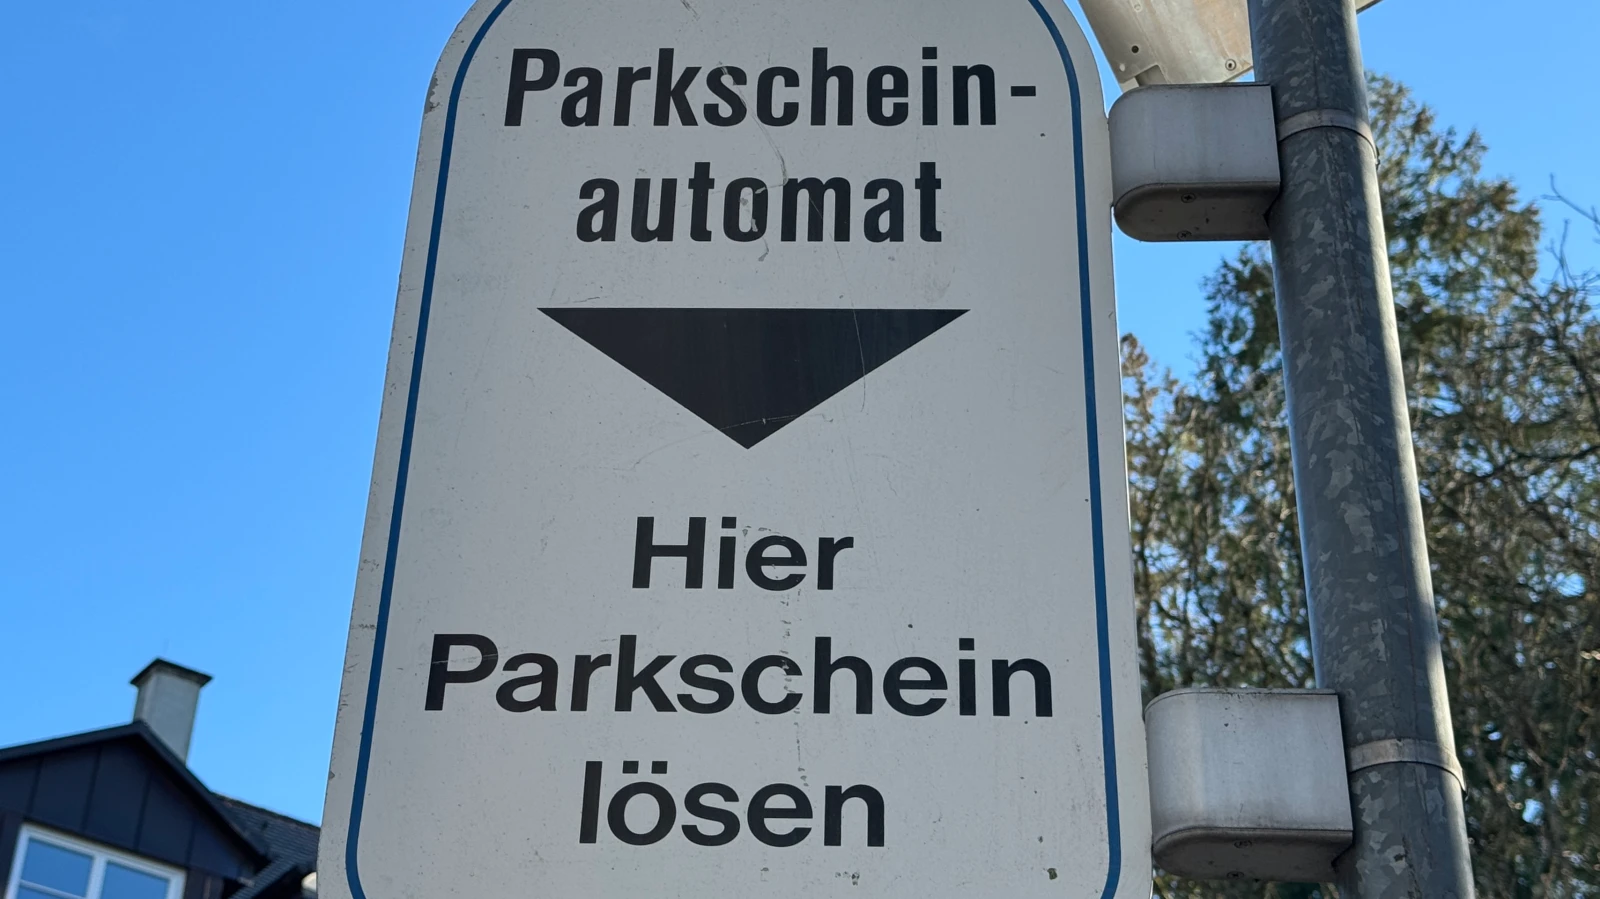 Parkschein-
automat
Hier
Parkschein
lösen